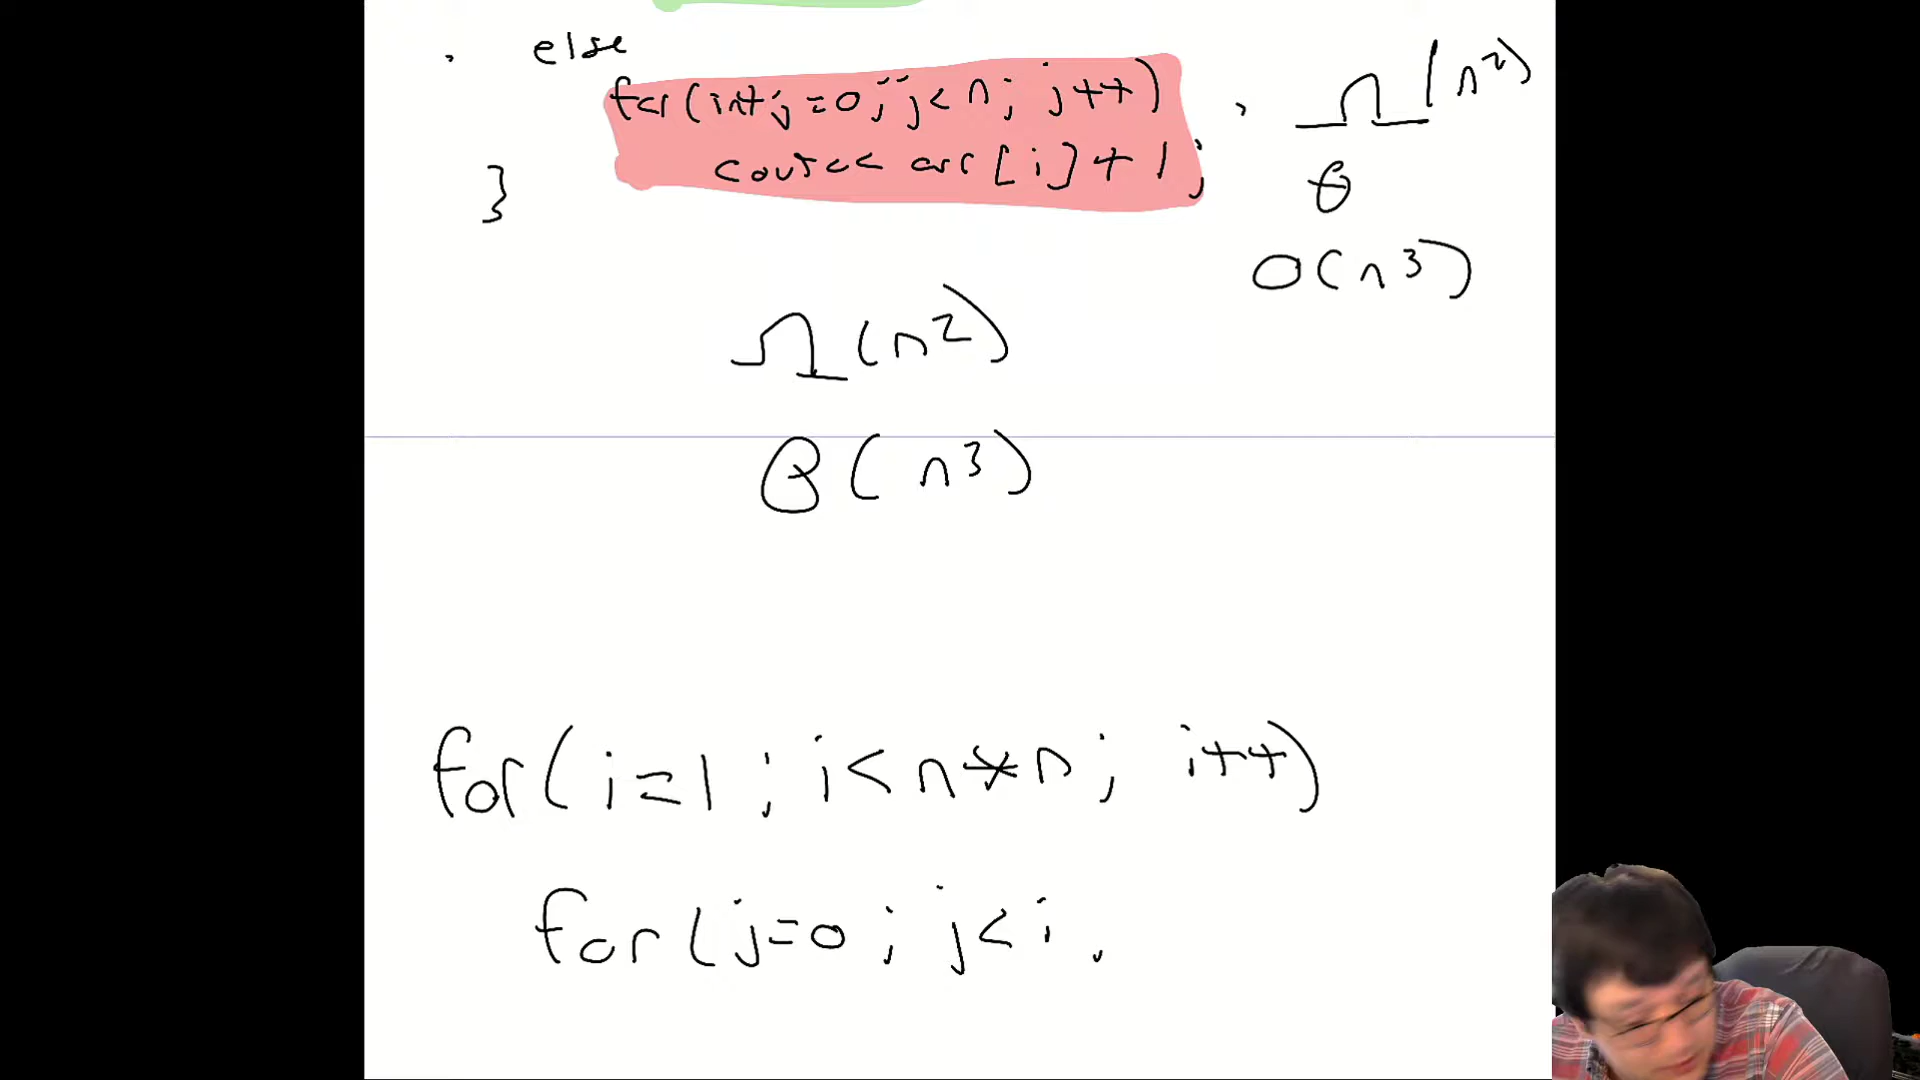 else
for(int j=0; j<n; j++)
cout<< arr[i]+1;
}
Ω(n²)
θ
O(n³)
Ω(n²)
θ(n³)
for(i=1; i<n*n; i++)
for(j=0; j<i